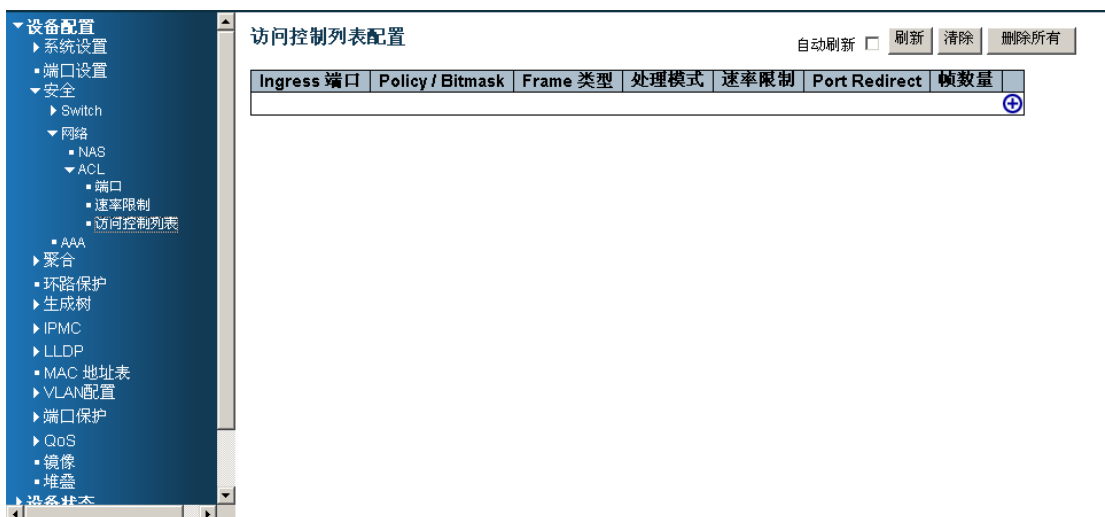 设备配置
系统设置
端口设置
安全
Switch
网络
NAS
ACL
端口
速率限制
访问控制列表
AAA
聚合
环路保护
生成树
IPMC
LLDP
MAC 地址表
VLAN配置
端口保护
QoS
镜像
堆叠
设备状态
访问控制列表配置
自动刷新 刷新 清除 删除所有
Ingress 端口 Policy / Bitmask Frame 类型 处理模式 速率限制 Port Redirect 帧数量